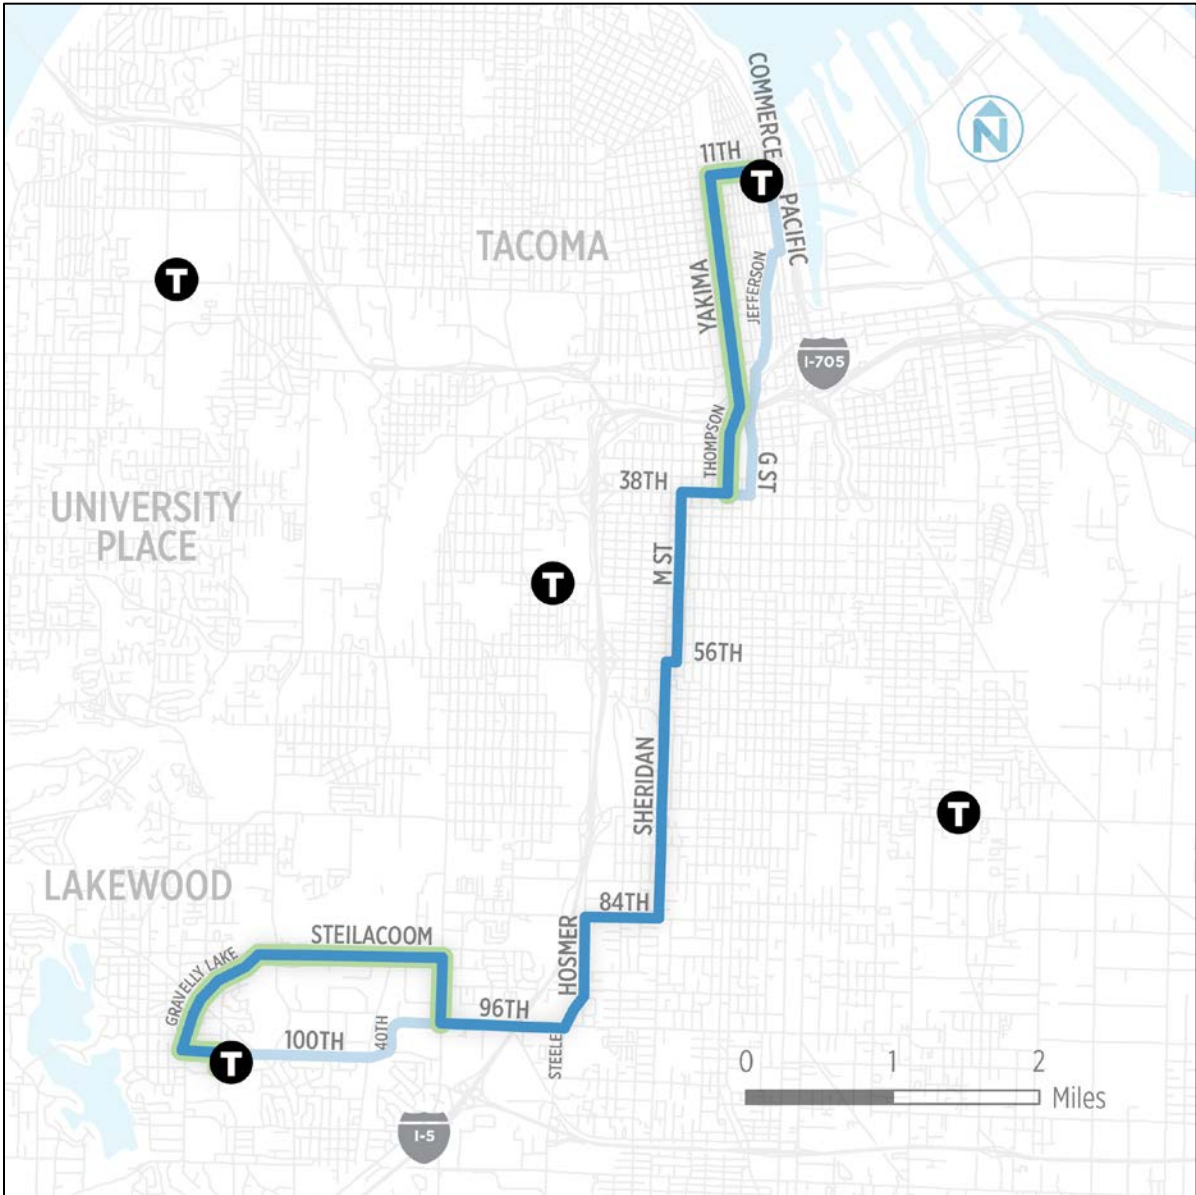 COMMERCE
11TH
T
N
PACIFIC
TACOMA
T
YAKIMA
JEFFERSON
I-705
THOMPSON
G ST
38TH
UNIVERSITY
PLACE
M ST
T
56TH
SHERIDAN
T
LAKEWOOD
84TH
STEILACOOM
HOSMER
GRAVELLY LAKE
96TH
40TH
100TH
STEELE
T
0 1 2
Miles
I-5